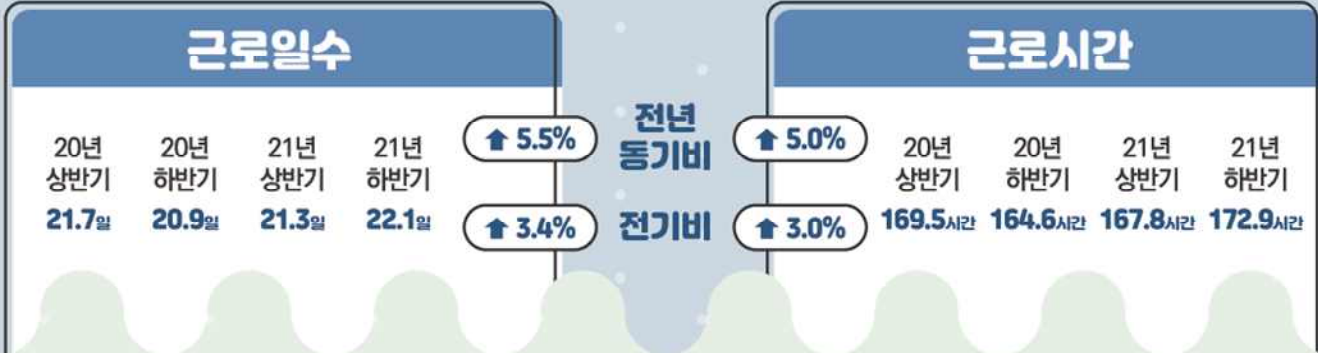 근로일수
20년 20년 21년 21년
상반기 하반기 상반기 하반기
21.7일 20.9일 21.3일 22.1일
5.5% 전년 동기비 5.0%
3.4% 전기비 3.0%
근로시간
20년 20년 21년 21년
상반기 하반기 상반기 하반기
169.5시간 164.6시간 167.8시간 172.9시간